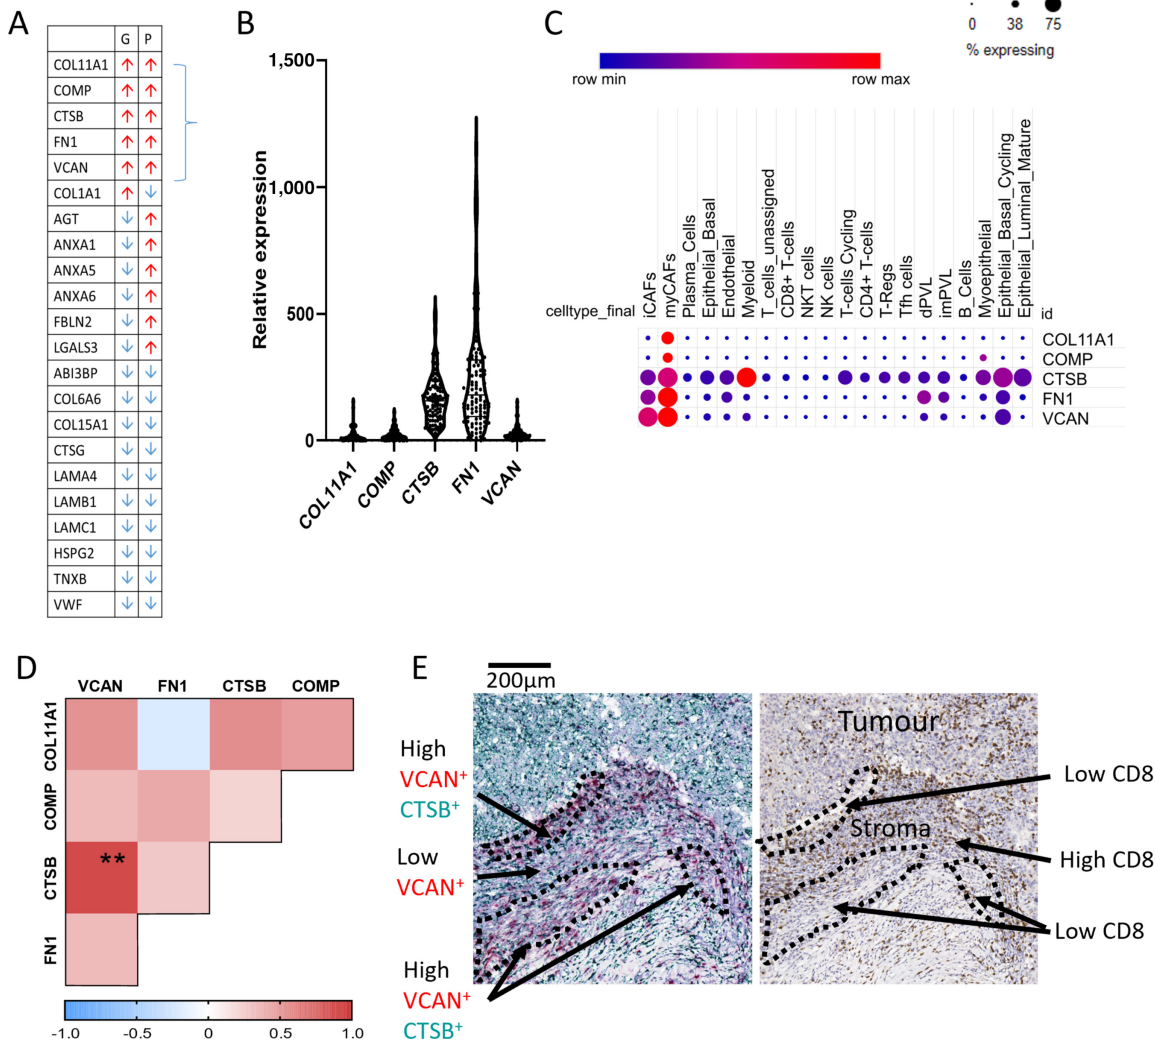 A
G P
COL11A1 ↑ ↑
COMP ↑ ↑
CTSB ↑ ↑
FN1 ↑ ↑
VCAN ↑ ↑
COL1A1 ↑ ↓
AGT ↓ ↑
ANXA1 ↓ ↑
ANXA5 ↓ ↑
ANXA6 ↓ ↑
FBLN2 ↓ ↑
LGALS3 ↓ ↑
ABI3BP ↓ ↓
COL6A6 ↓ ↓
COL15A1 ↓ ↓
CTSG ↓ ↓
LAMA4 ↓ ↓
LAMB1 ↓ ↓
LAMC1 ↓ ↓
HSPG2 ↓ ↓
TNXB ↓ ↓
VWF ↓ ↓
B
Relative expression
1,500
1,000
500
0
COL11A1
COMP
CTSB
FN1
VCAN
C
0 38 75
% expressing
row min row max
celltype_final
iCAFs
myCAFs
Plasma_Cells
Epithelial_Basal
Endothelial
Myeloid
T_cells_unassigned
CD8+ T-cells
NKT cells
NK cells
T-cells Cycling
CD4+ T-cells
T-Regs
Tfh cells
dPVL
imPVL
B_Cells
Myoepithelial
Epithelial_Basal_Cycling
Epithelial_Luminal_Mature
id
COL11A1
COMP
CTSB
FN1
VCAN
D
VCAN FN1 CTSB COMP
COL11A1
COMP
CTSB
**
FN1
-1.0 -0.5 0 0.5 1.0
E
200µm
High
VCAN⁺
CTSB⁺
Low
VCAN⁺
High
VCAN⁺
CTSB⁺
Tumour
Stroma
Low CD8
High CD8
Low CD8